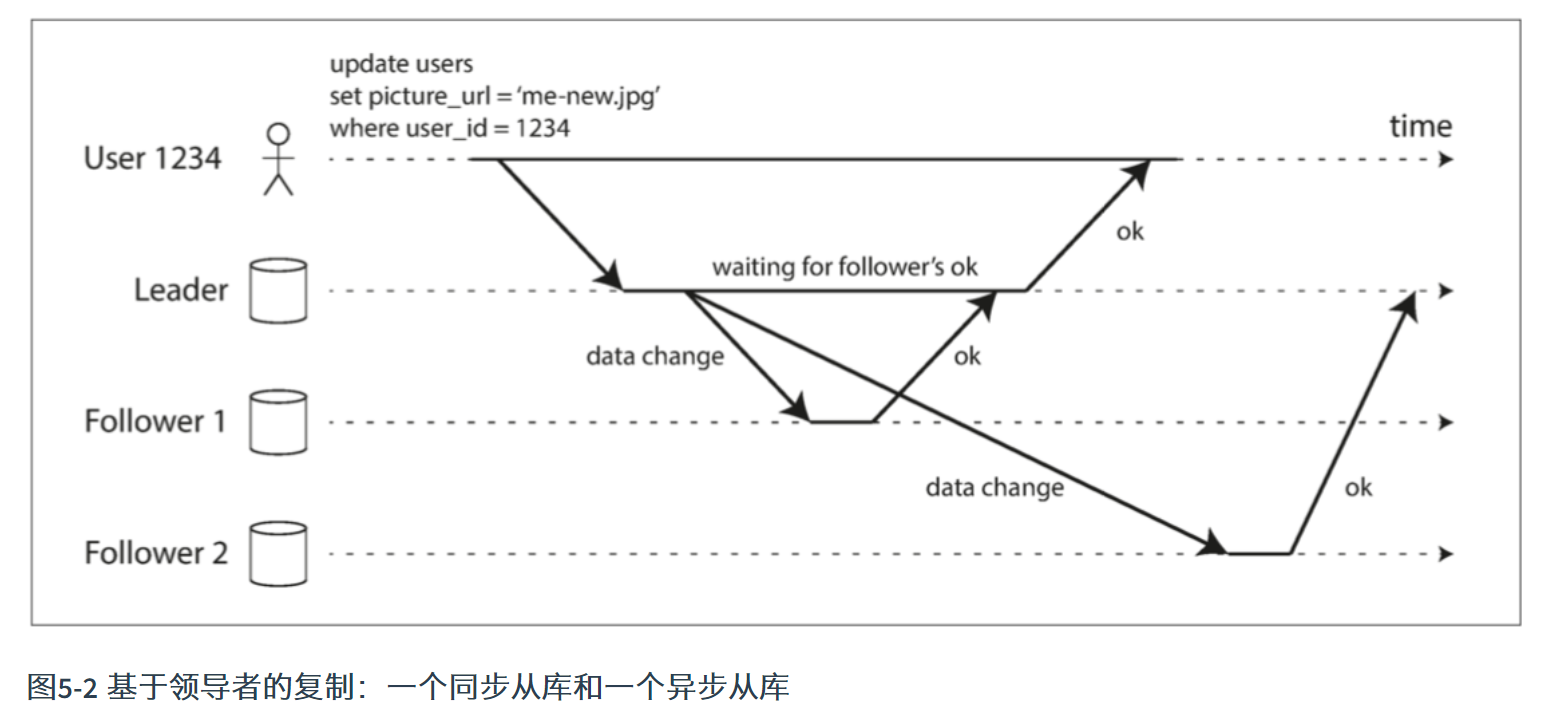 update users
set picture_url = ‘me-new.jpg’
where user_id = 1234
time
User 1234
ok
waiting for follower’s ok
Leader
data change
ok
Follower 1
data change
ok
Follower 2
图5-2 基于领导者的复制：一个同步从库和一个异步从库